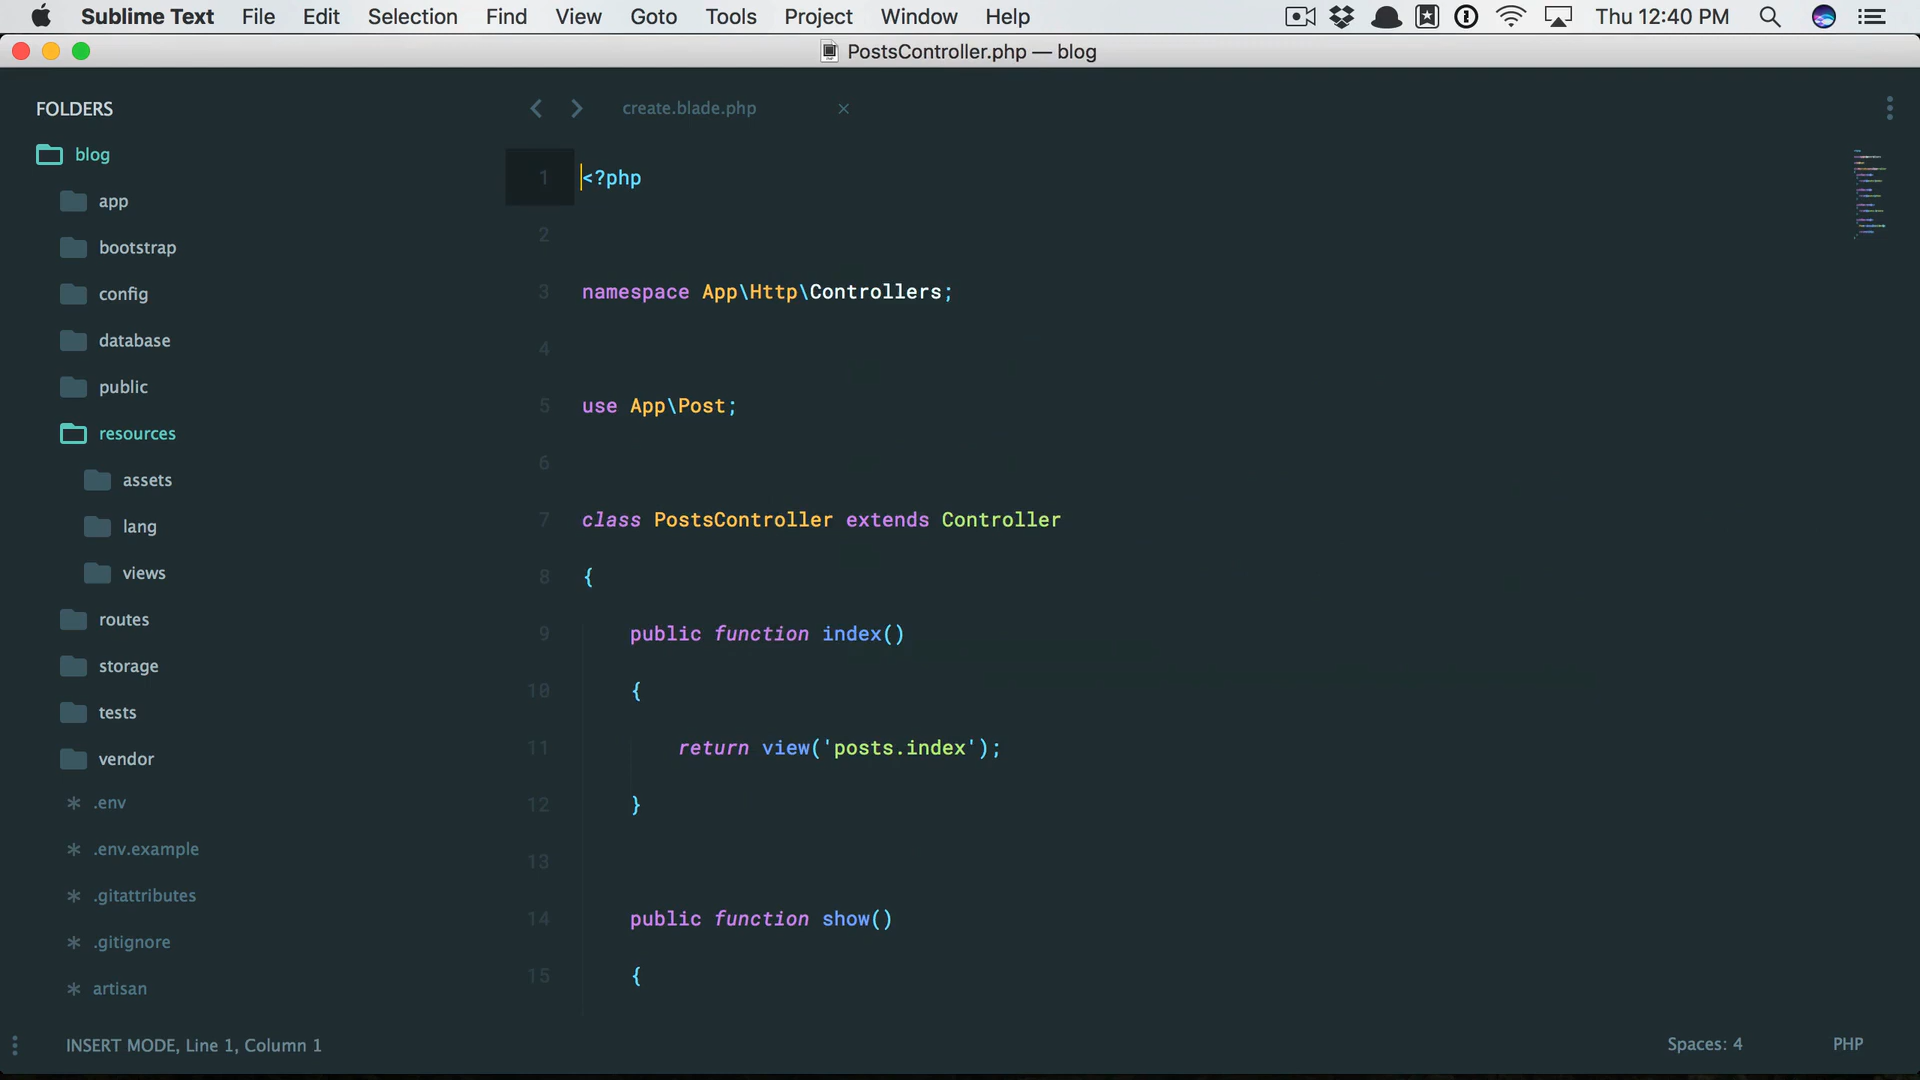 Sublime Text File Edit Selection Find View Goto Tools Project Window Help Thu 12:40 PM
PostsController.php — blog
FOLDERS
blog
app
bootstrap
config
database
public
resources
assets
lang
views
routes
storage
tests
vendor
.env
.env.example
.gitattributes
.gitignore
artisan
create.blade.php ×
1 <?php
2
3 namespace App\Http\Controllers;
4
5 use App\Post;
6
7 class PostsController extends Controller
8 {
9 public function index()
10 {
11 return view('posts.index');
12 }
13
14 public function show()
15 {
INSERT MODE, Line 1, Column 1 Spaces: 4 PHP